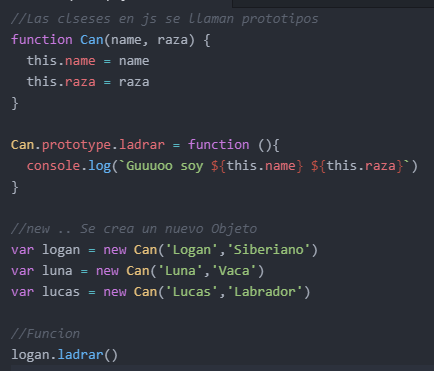 //Las clseses en js se llaman prototipos
function Can(name, raza) {
  this.name = name
  this.raza = raza
}

Can.prototype.ladrar = function (){
  console.log(`Guuuoo soy ${this.name} ${this.raza}`)
}

//new .. Se crea un nuevo Objeto
var logan = new Can('Logan','Siberiano')
var luna = new Can('Luna','Vaca')
var lucas = new Can('Lucas','Labrador')

//Funcion
logan.ladrar()